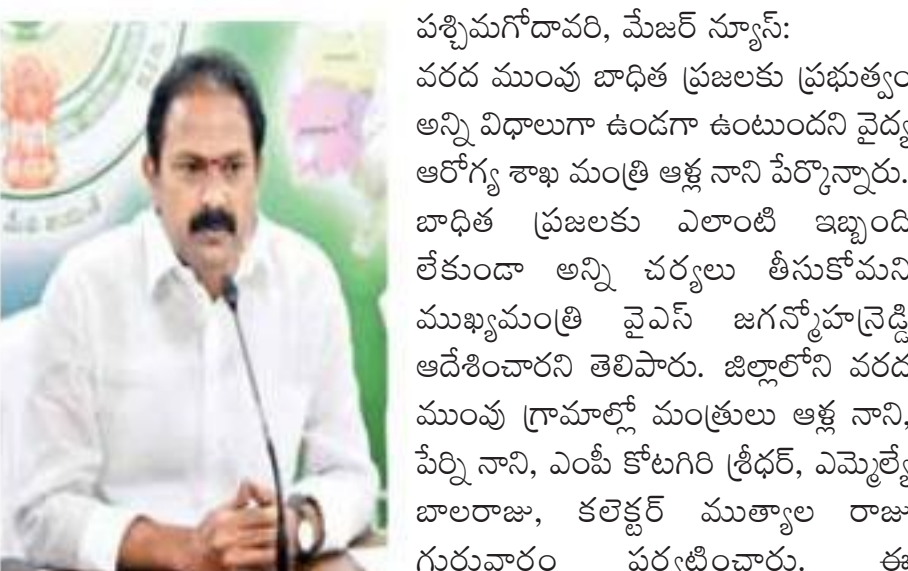 పశ్చిమగోదావరి, మేజర్ న్యూస్:
వరద ముంపు బాధిత ప్రజలకు ప్రభుత్వం
అన్ని విధాలుగా ఉండగా ఉంటుందని వైద్య
ఆరోగ్య శాఖ మంత్రి ఆళ్ల నాని పేర్కొన్నారు.
బాధిత ప్రజలకు ఎలాంటి ఇబ్బంది
లేకుండా అన్ని చర్యలు తీసుకోమని
ముఖ్యమంత్రి వైఎస్ జగన్మోహన్రెడ్డి
ఆదేశించారని తెలిపారు. జిల్లాలోని వరద
ముంపు గ్రామాల్లో మంత్రులు ఆళ్ల నాని,
పేర్ని నాని, ఎంపీ కోటగిరి శ్రీధర్, ఎమ్మెల్యే
బాలరాజు, కలెక్టర్ ముత్యాల రాజు
గురువారం పర్యటించారు. ఈ